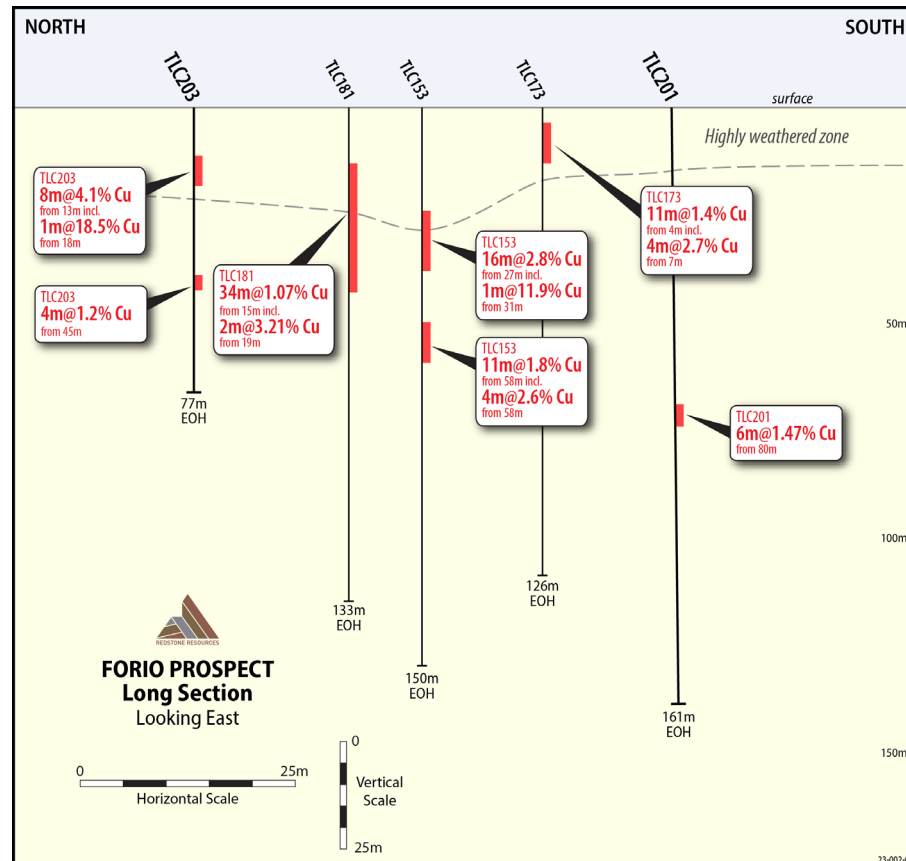 NORTH
SOUTH
TLC203
TLC181
TLC153
TLC173
TLC201
surface
Highly weathered zone
TLC203
8m@4.1% Cu
from 13m incl.
1m@18.5% Cu
from 18m
TLC203
4m@1.2% Cu
from 45m
TLC181
34m@1.07% Cu
from 15m incl.
2m@3.21% Cu
from 19m
TLC153
16m@2.8% Cu
from 27m incl.
1m@11.9% Cu
from 31m
TLC153
11m@1.8% Cu
from 58m incl.
4m@2.6% Cu
from 58m
TLC173
11m@1.4% Cu
from 4m incl.
4m@2.7% Cu
from 7m
TLC201
6m@1.47% Cu
from 80m
50m
100m
150m
77m
EOH
133m
EOH
150m
EOH
126m
EOH
161m
EOH
REDSTONE RESOURCES
FORIO PROSPECT
Long Section
Looking East
0
25m
Horizontal Scale
0
Vertical
Scale
25m